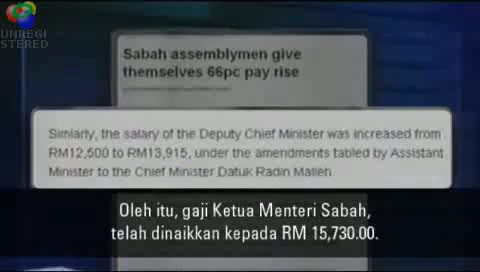 UNREGI
STERED
Sabah assemblymen give
themselves 66pc pay rise
Simlarly, the salary of the Deputy Chief Minister was increased from
RM12,500 to RM13,915, under the amendments tabled by Assistant
Minister to the Chief Minister Datuk Radin Malleh.
Oleh itu, gaji Ketua Menteri Sabah,
telah dinaikkan kepada RM 15,730.00.